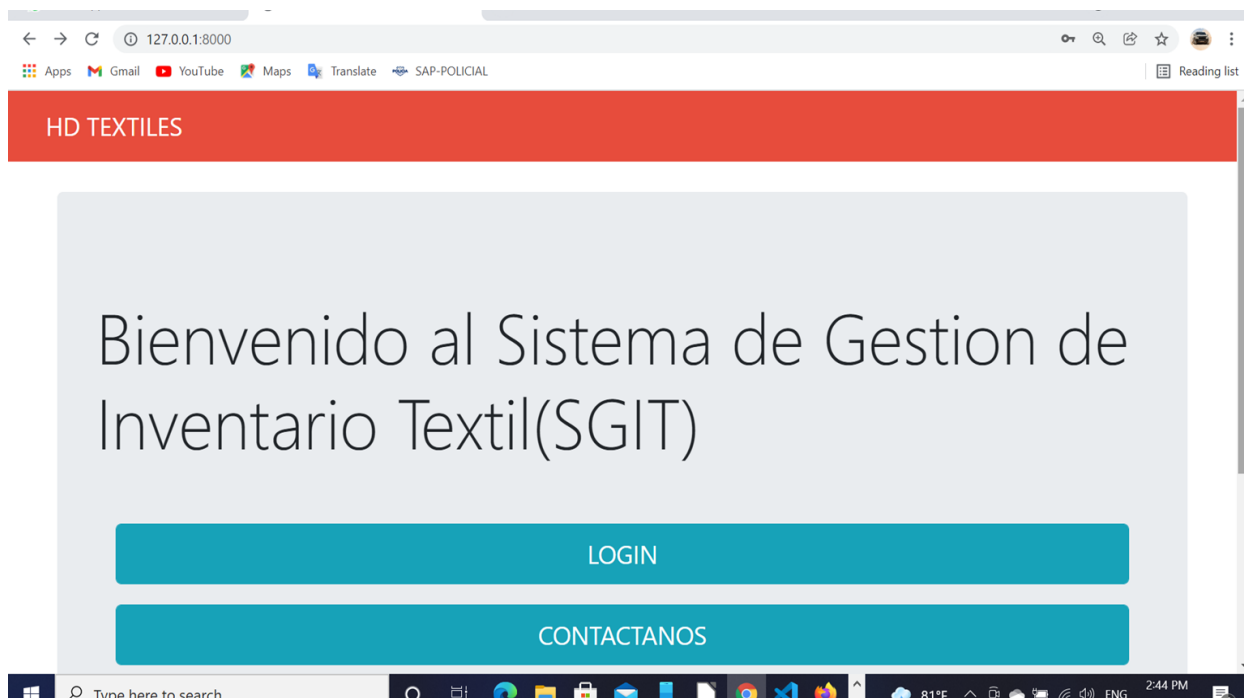 127.0.0.1:8000
Apps Gmail YouTube Maps Translate SAP-POLICIAL Reading list
HD TEXTILES
Bienvenido al Sistema de Gestion de
Inventario Textil(SGIT)
LOGIN
CONTACTANOS
Type here to search 81°F ENG 2:44 PM